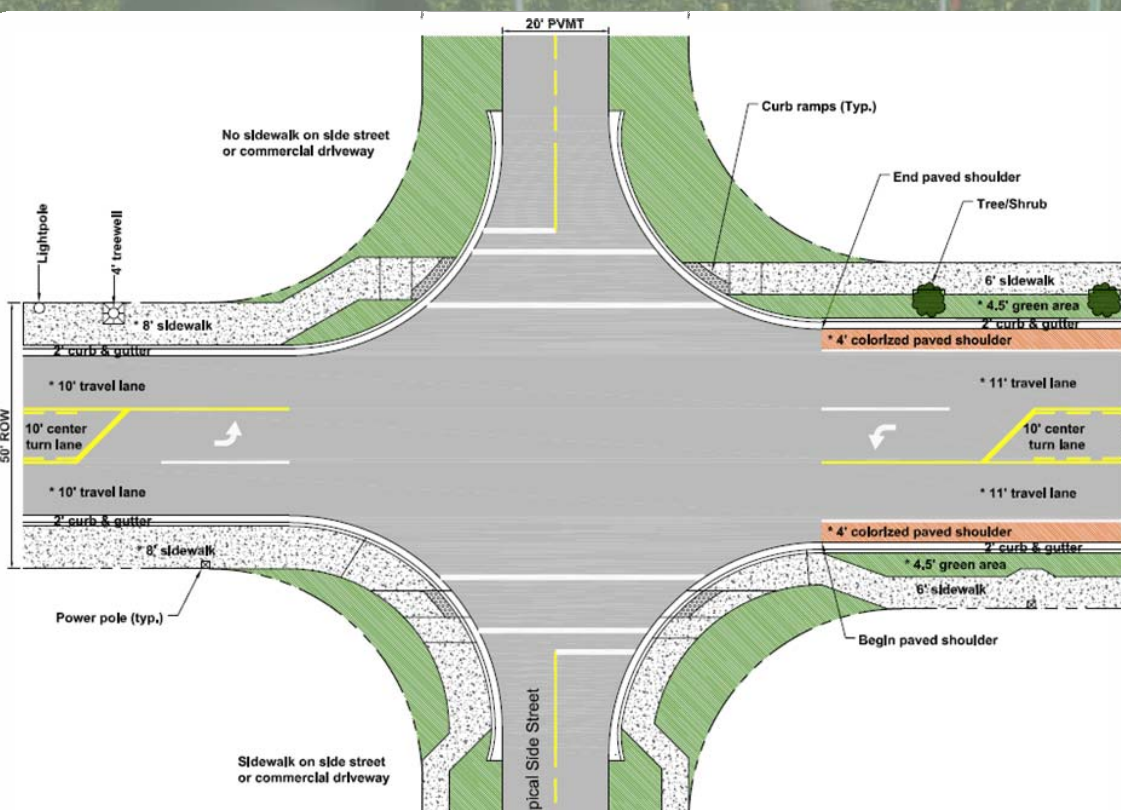 20' PVMT
Curb ramps (Typ.)
No sidewalk on side street
or commercial driveway
End paved shoulder
Tree/Shrub
Lightpole
4' treewell
6' sidewalk
* 4.5' green area
2' curb & gutter
* 8' sidewalk
2' curb & gutter
* 4' colorized paved shoulder
* 10' travel lane
* 11' travel lane
50' ROW
10' center
turn lane
10' center
turn lane
* 10' travel lane
* 11' travel lane
2' curb & gutter
* 4' colorized paved shoulder
2' curb & gutter
* 8' sidewalk
* 4.5' green area
6' sidewalk
Power pole (typ.)
Begin paved shoulder
pical Side Street
Sidewalk on side street
or commercial driveway